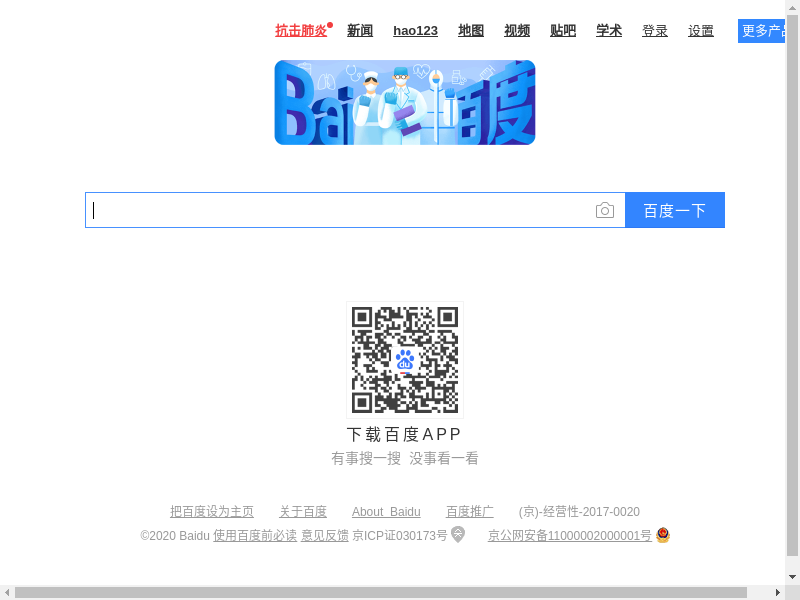 抗击肺炎 新闻 hao123 地图 视频 贴吧 学术 登录 设置 更多产品
Bai 百度
百度一下
du
下载百度APP
有事搜一搜 没事看一看
把百度设为主页 关于百度 About Baidu 百度推广 (京)-经营性-2017-0020
©2020 Baidu 使用百度前必读 意见反馈 京ICP证030173号 京公网安备11000002000001号